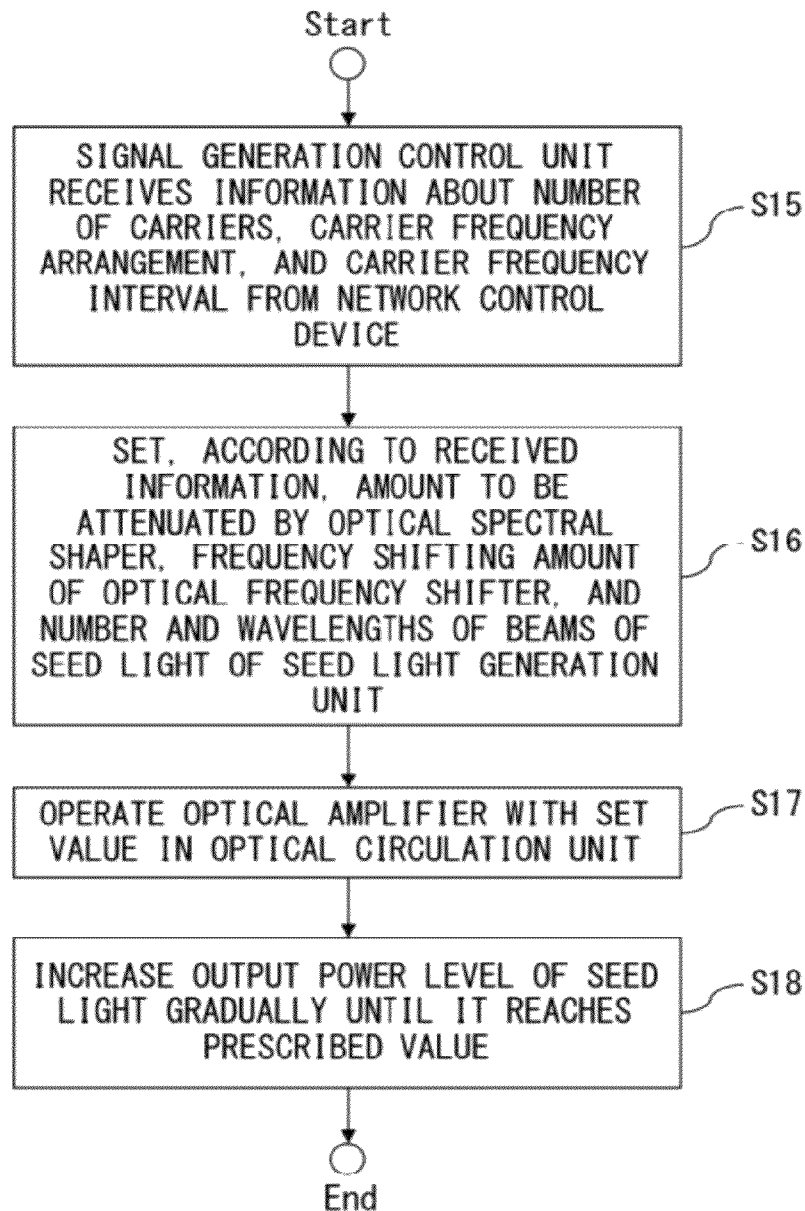 Start
SIGNAL GENERATION CONTROL UNIT
RECEIVES INFORMATION ABOUT NUMBER
OF CARRIERS, CARRIER FREQUENCY
ARRANGEMENT, AND CARRIER FREQUENCY
INTERVAL FROM NETWORK CONTROL
DEVICE
S15
SET, ACCORDING TO RECEIVED
INFORMATION, AMOUNT TO BE
ATTENUATED BY OPTICAL SPECTRAL
SHAPER, FREQUENCY SHIFTING AMOUNT
OF OPTICAL FREQUENCY SHIFTER, AND
NUMBER AND WAVELENGTHS OF BEAMS OF
SEED LIGHT OF SEED LIGHT GENERATION
UNIT
S16
OPERATE OPTICAL AMPLIFIER WITH SET
VALUE IN OPTICAL CIRCULATION UNIT
S17
INCREASE OUTPUT POWER LEVEL OF SEED
LIGHT GRADUALLY UNTIL IT REACHES
PRESCRIBED VALUE
S18
End